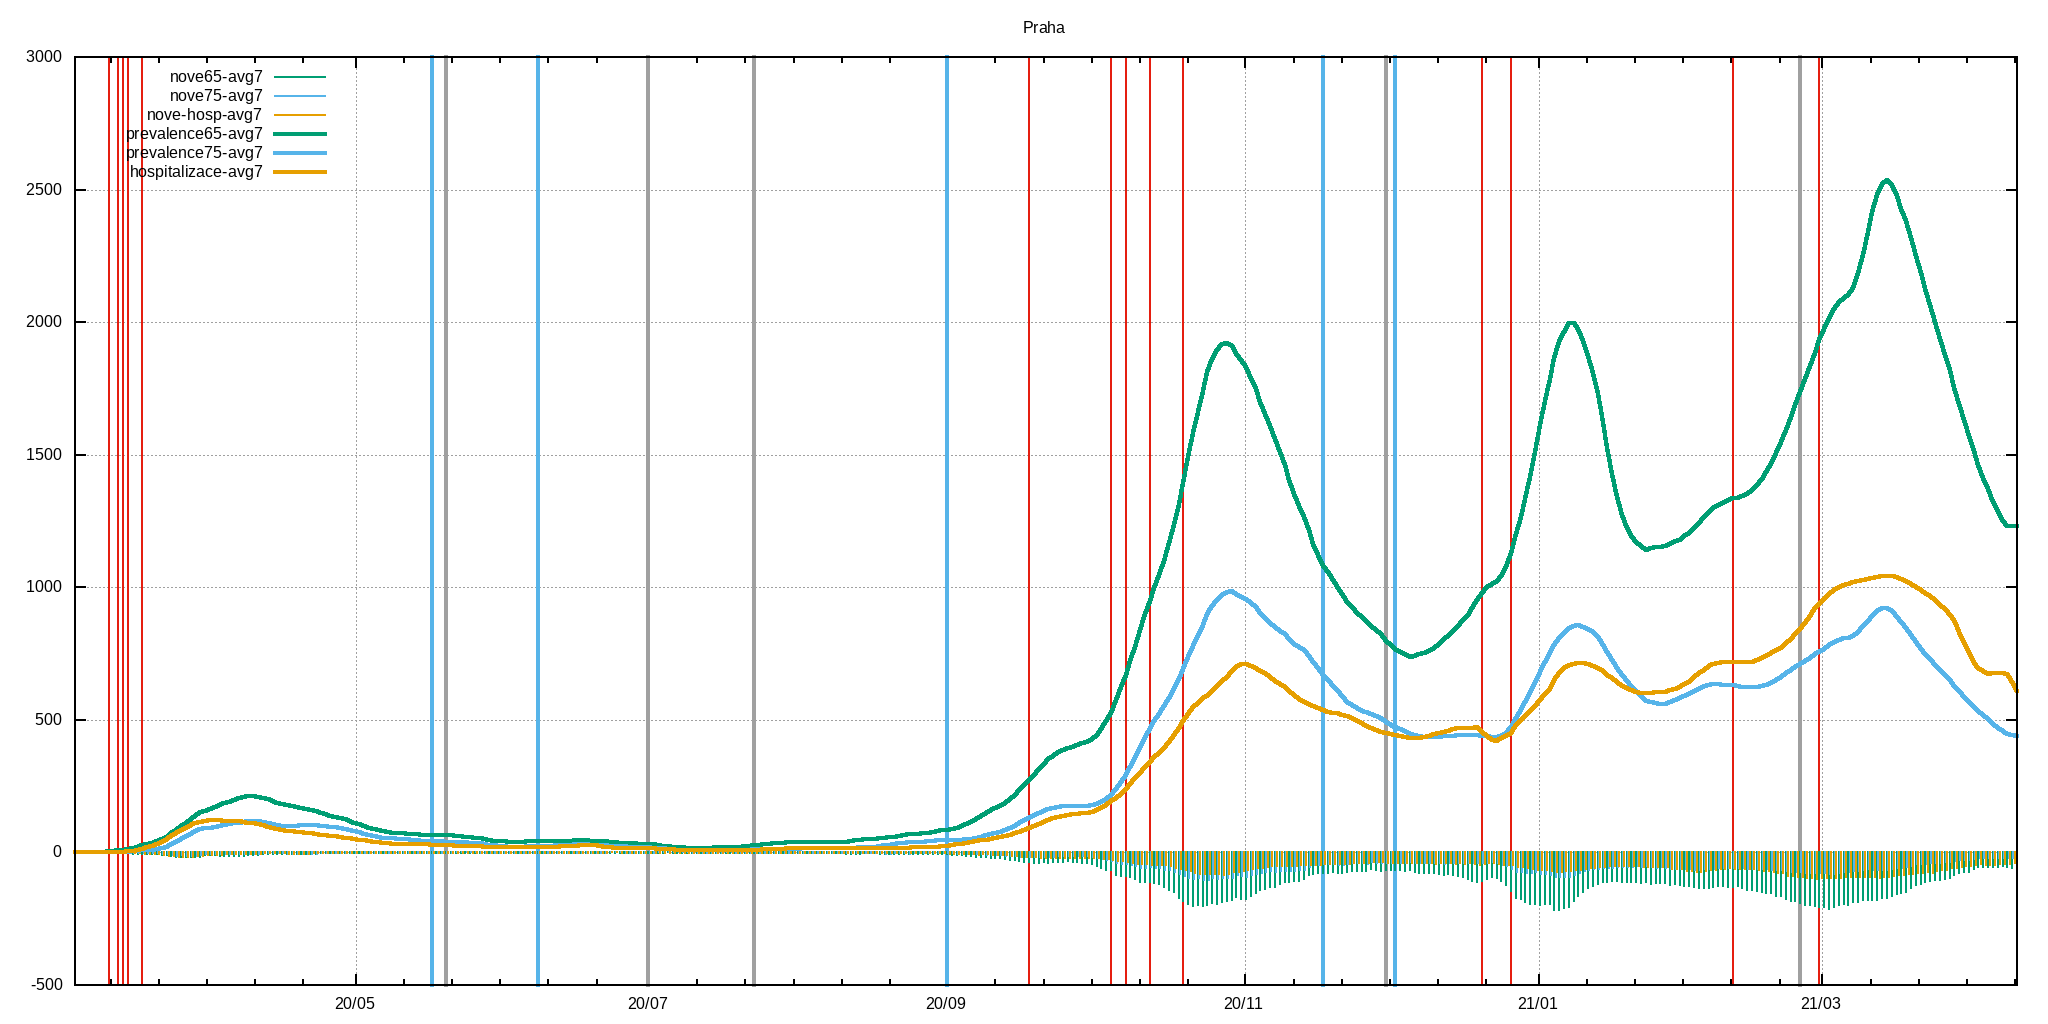 Praha
3000
2500
2000
1500
1000
500
0
-500
nove65-avg7
nove75-avg7
nove-hosp-avg7
prevalence65-avg7
prevalence75-avg7
hospitalizace-avg7
20/05
20/07
20/09
20/11
21/01
21/03